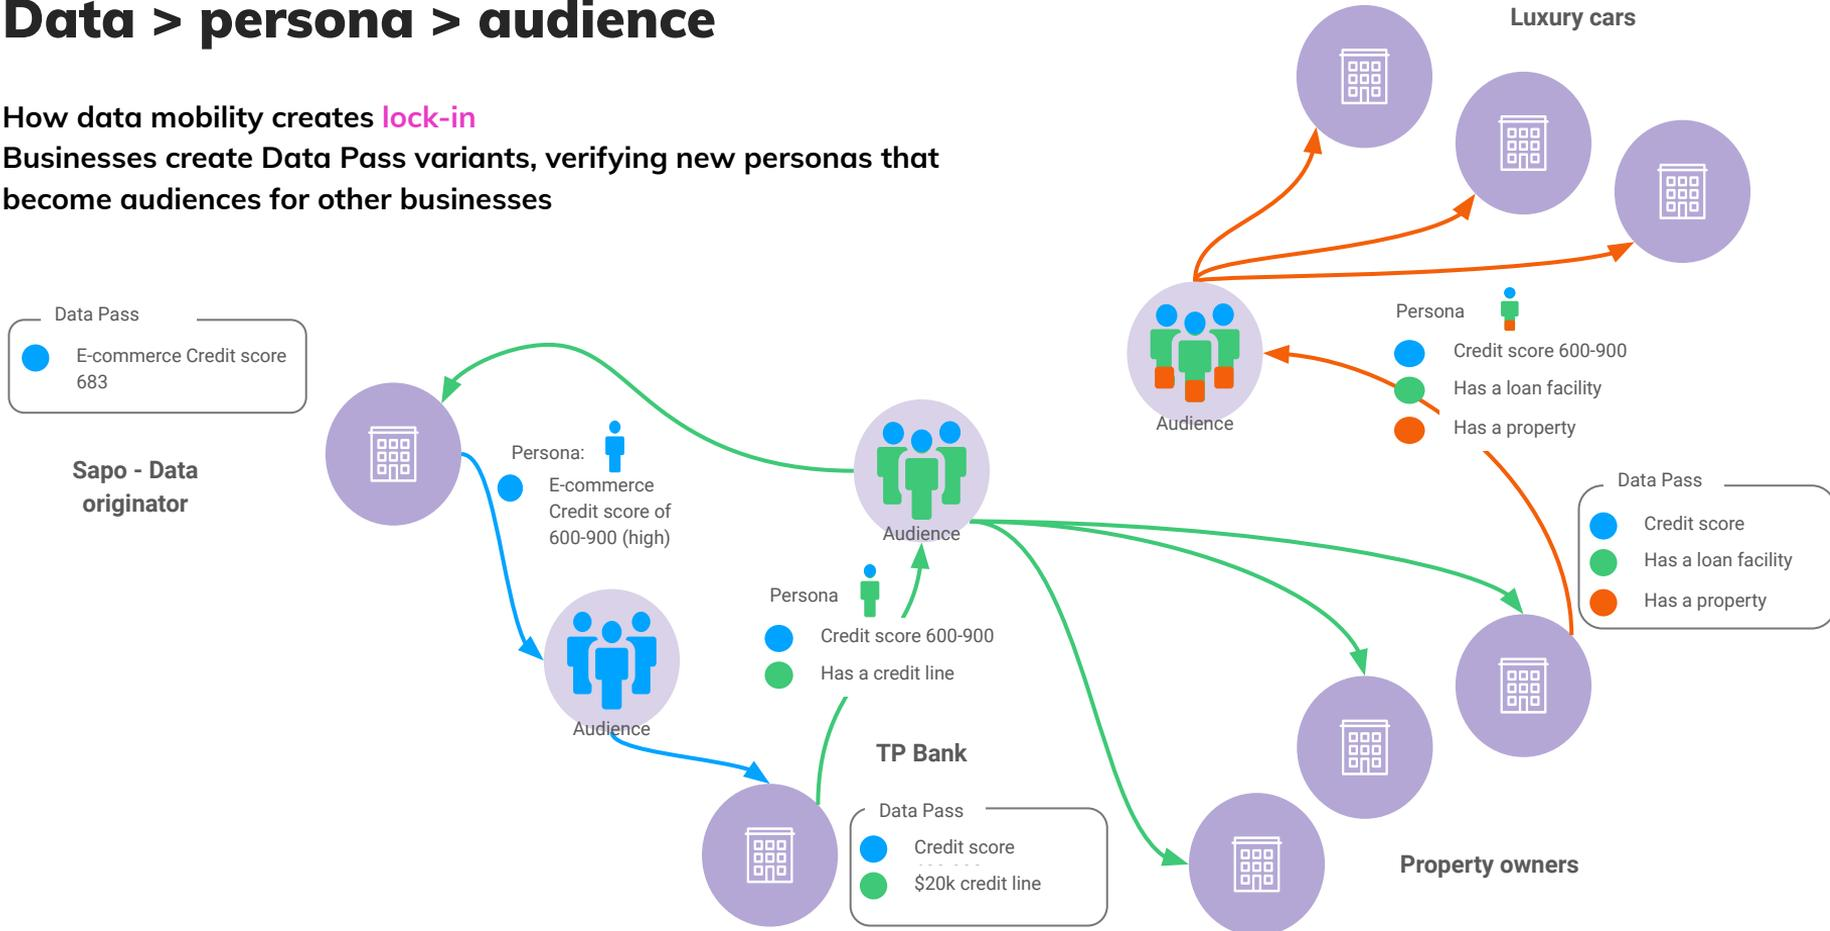 Data > persona > audience
How data mobility creates lock-in
Businesses create Data Pass variants, verifying new personas that
become audiences for other businesses
Luxury cars
Data Pass
E-commerce Credit score
683
Sapo - Data
originator
Persona:
E-commerce
Credit score of
600-900 (high)
Audience
Audience
Persona
Credit score 600-900
Has a credit line
TP Bank
Data Pass
Credit score
$20k credit line
Audience
Persona
Credit score 600-900
Has a loan facility
Has a property
Data Pass
Credit score
Has a loan facility
Has a property
Property owners